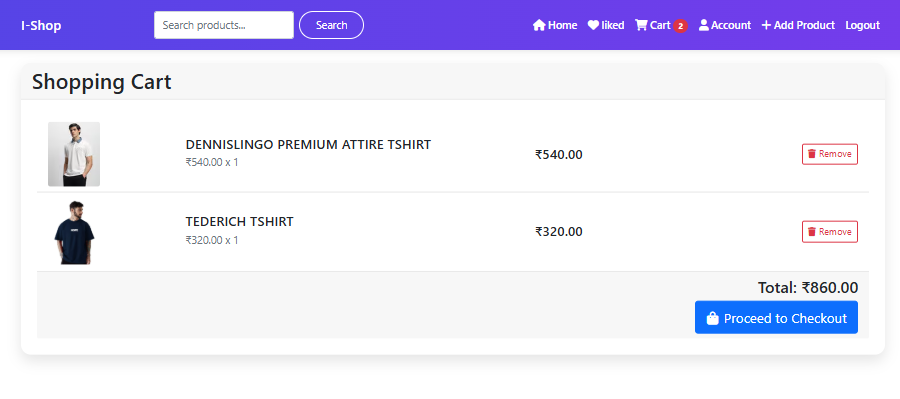 I-Shop
Search products...
Search
Home
liked
Cart 2
Account
Add Product
Logout
Shopping Cart
DENNISLINGO PREMIUM ATTIRE TSHIRT
₹540.00 x 1
₹540.00
Remove
TEDERICH TSHIRT
₹320.00 x 1
₹320.00
Remove
Total: ₹860.00
Proceed to Checkout